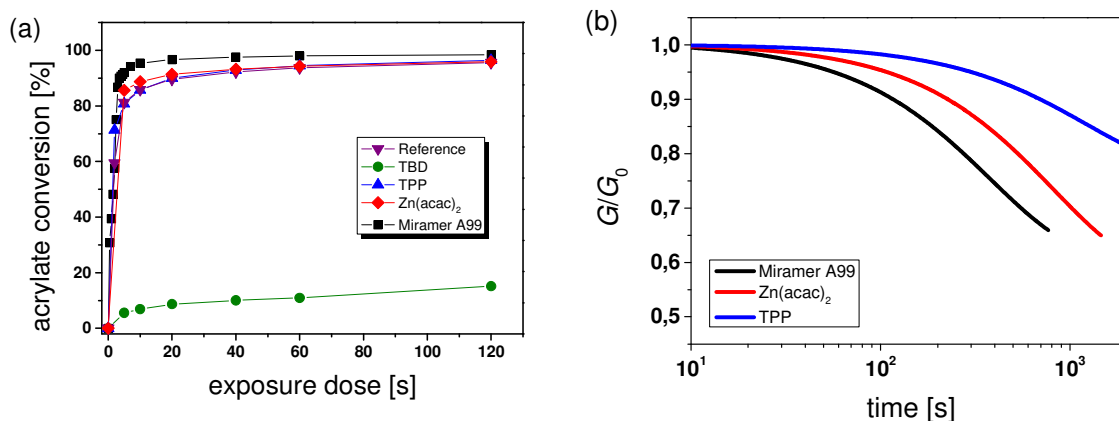 (a)
acrylate conversion [%]
100
80
60
40
20
0
0 20 40 60 80 100 120
exposure dose [s]
Reference
TBD
TPP
Zn(acac)₂
Miramer A99
(b)
G/G₀
1,0
0,9
0,8
0,7
0,6
0,5
10¹ 10² 10³
time [s]
Miramer A99
Zn(acac)₂
TPP